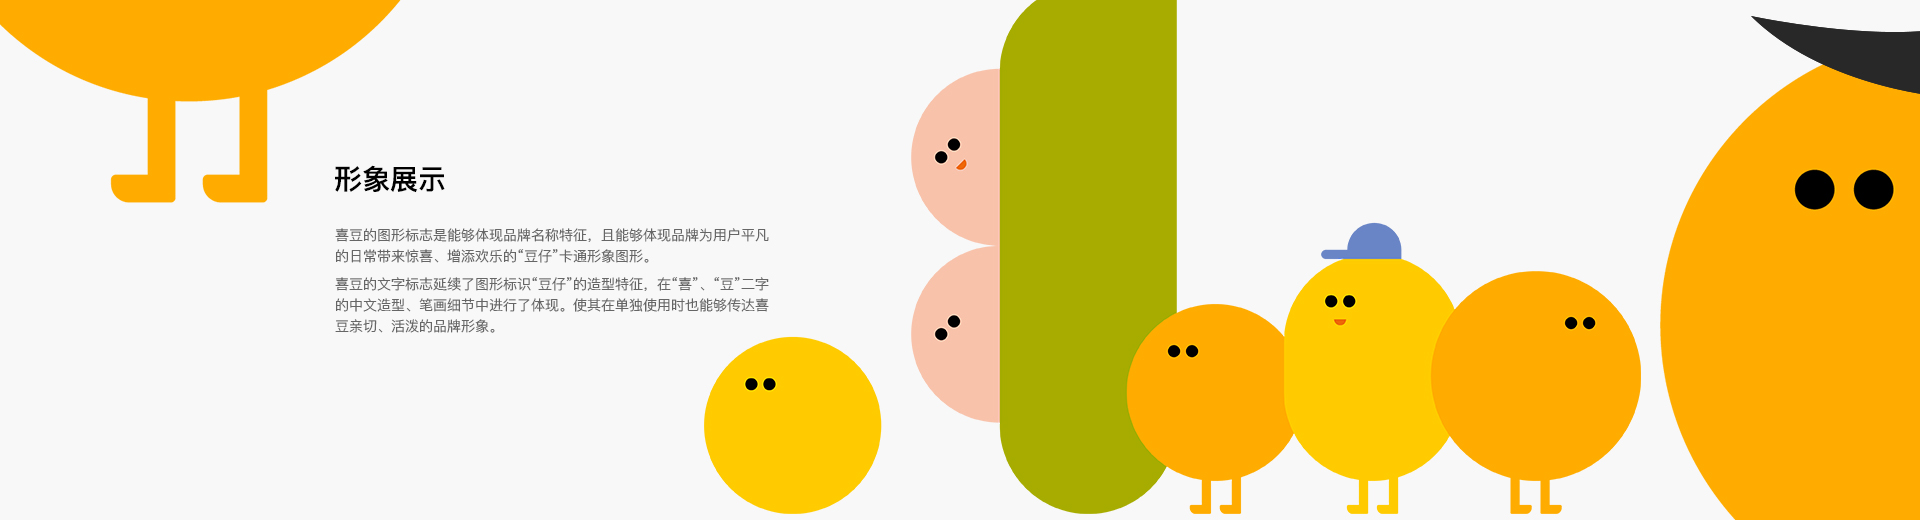 形象展示
喜豆的图形标志是能够体现品牌名称特征，且能够体现品牌为用户平凡
的日常带来惊喜、增添欢乐的“豆仔”卡通形象图形。
喜豆的文字标志延续了图形标识“豆仔”的造型特征，在“喜”、“豆”二字
的中文造型、笔画细节中进行了体现。使其在单独使用时也能够传达喜
豆亲切、活泼的品牌形象。